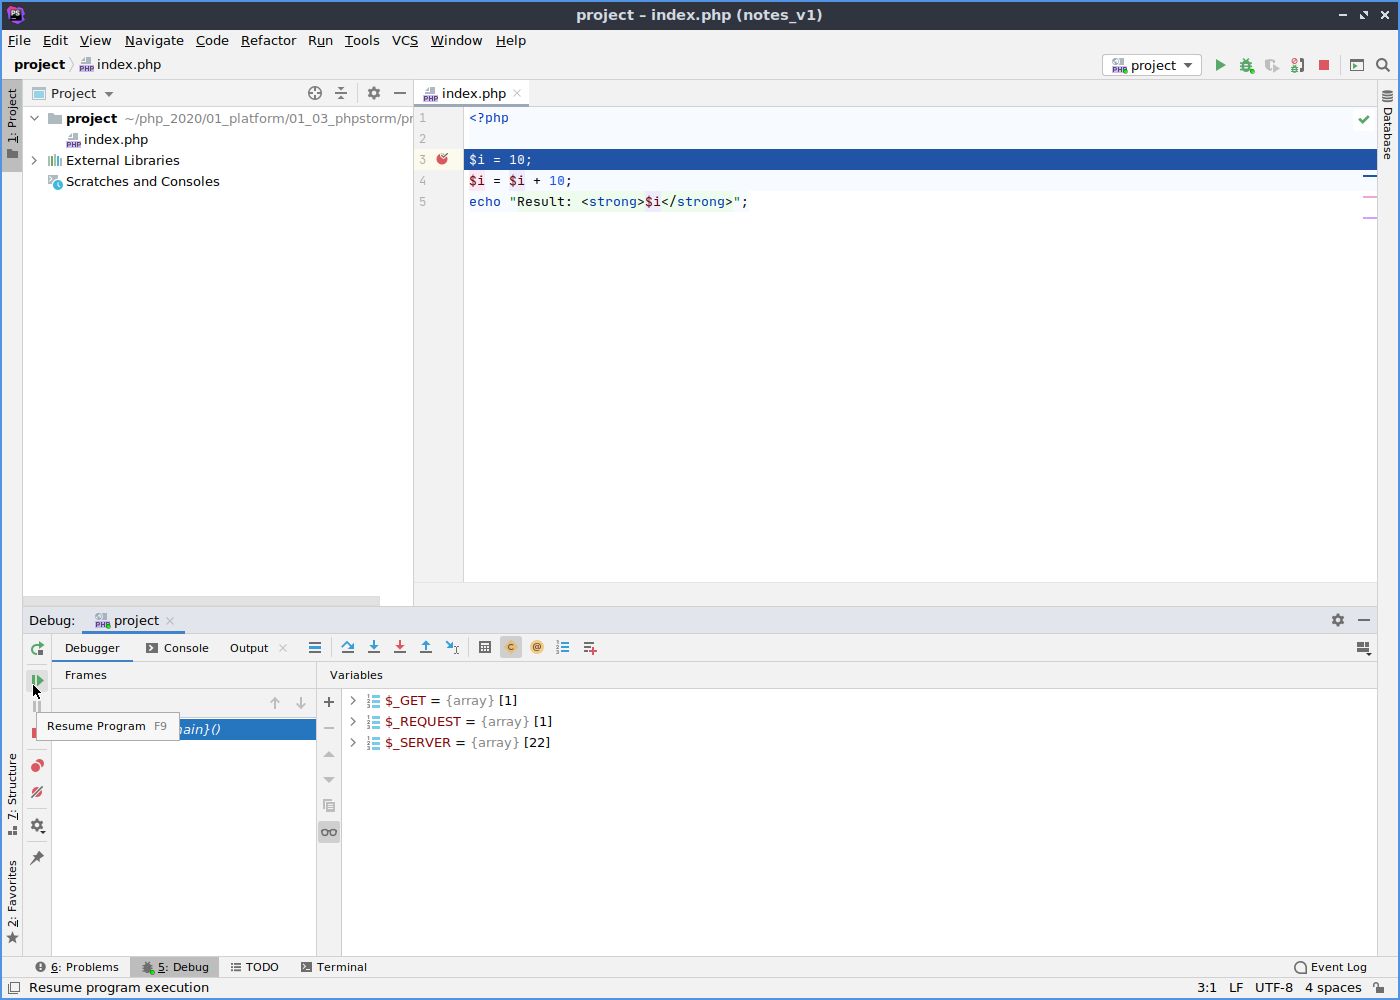 project – index.php (notes_v1)
File Edit View Navigate Code Refactor Run Tools VCS Window Help
project index.php
project
Project
index.php
1: Project
project ~/php_2020/01_platform/01_03_phpstorm/pr
index.php
External Libraries
Scratches and Consoles
1 <?php
2
3 $i = 10;
4 $i = $i + 10;
5 echo "Result: <strong>$i</strong>";
Database
Debug: project
Debugger Console Output
Frames
Variables
Resume Program F9
main}()
$_GET = {array} [1]
$_REQUEST = {array} [1]
$_SERVER = {array} [22]
7: Structure
2: Favorites
6: Problems 5: Debug TODO Terminal Event Log
Resume program execution 3:1 LF UTF-8 4 spaces